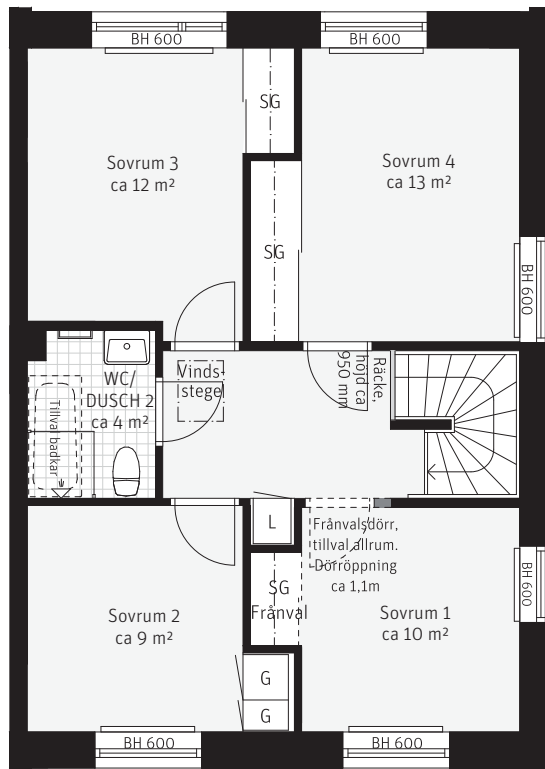 BH 600
BH 600
SG
Sovrum 3
ca 12 m²
Sovrum 4
ca 13 m²
SG
BH 600
WC/
DUSCH 2
ca 4 m²
Tillval badkar
Vinds-
stege
Räcke,
höjd ca
950 mm
L
Frånvalsdörr,
tillval allrum.
Dörröppning
ca 1,1m
SG
Frånval
Sovrum 2
ca 9 m²
Sovrum 1
ca 10 m²
BH 600
G
G
BH 600
BH 600